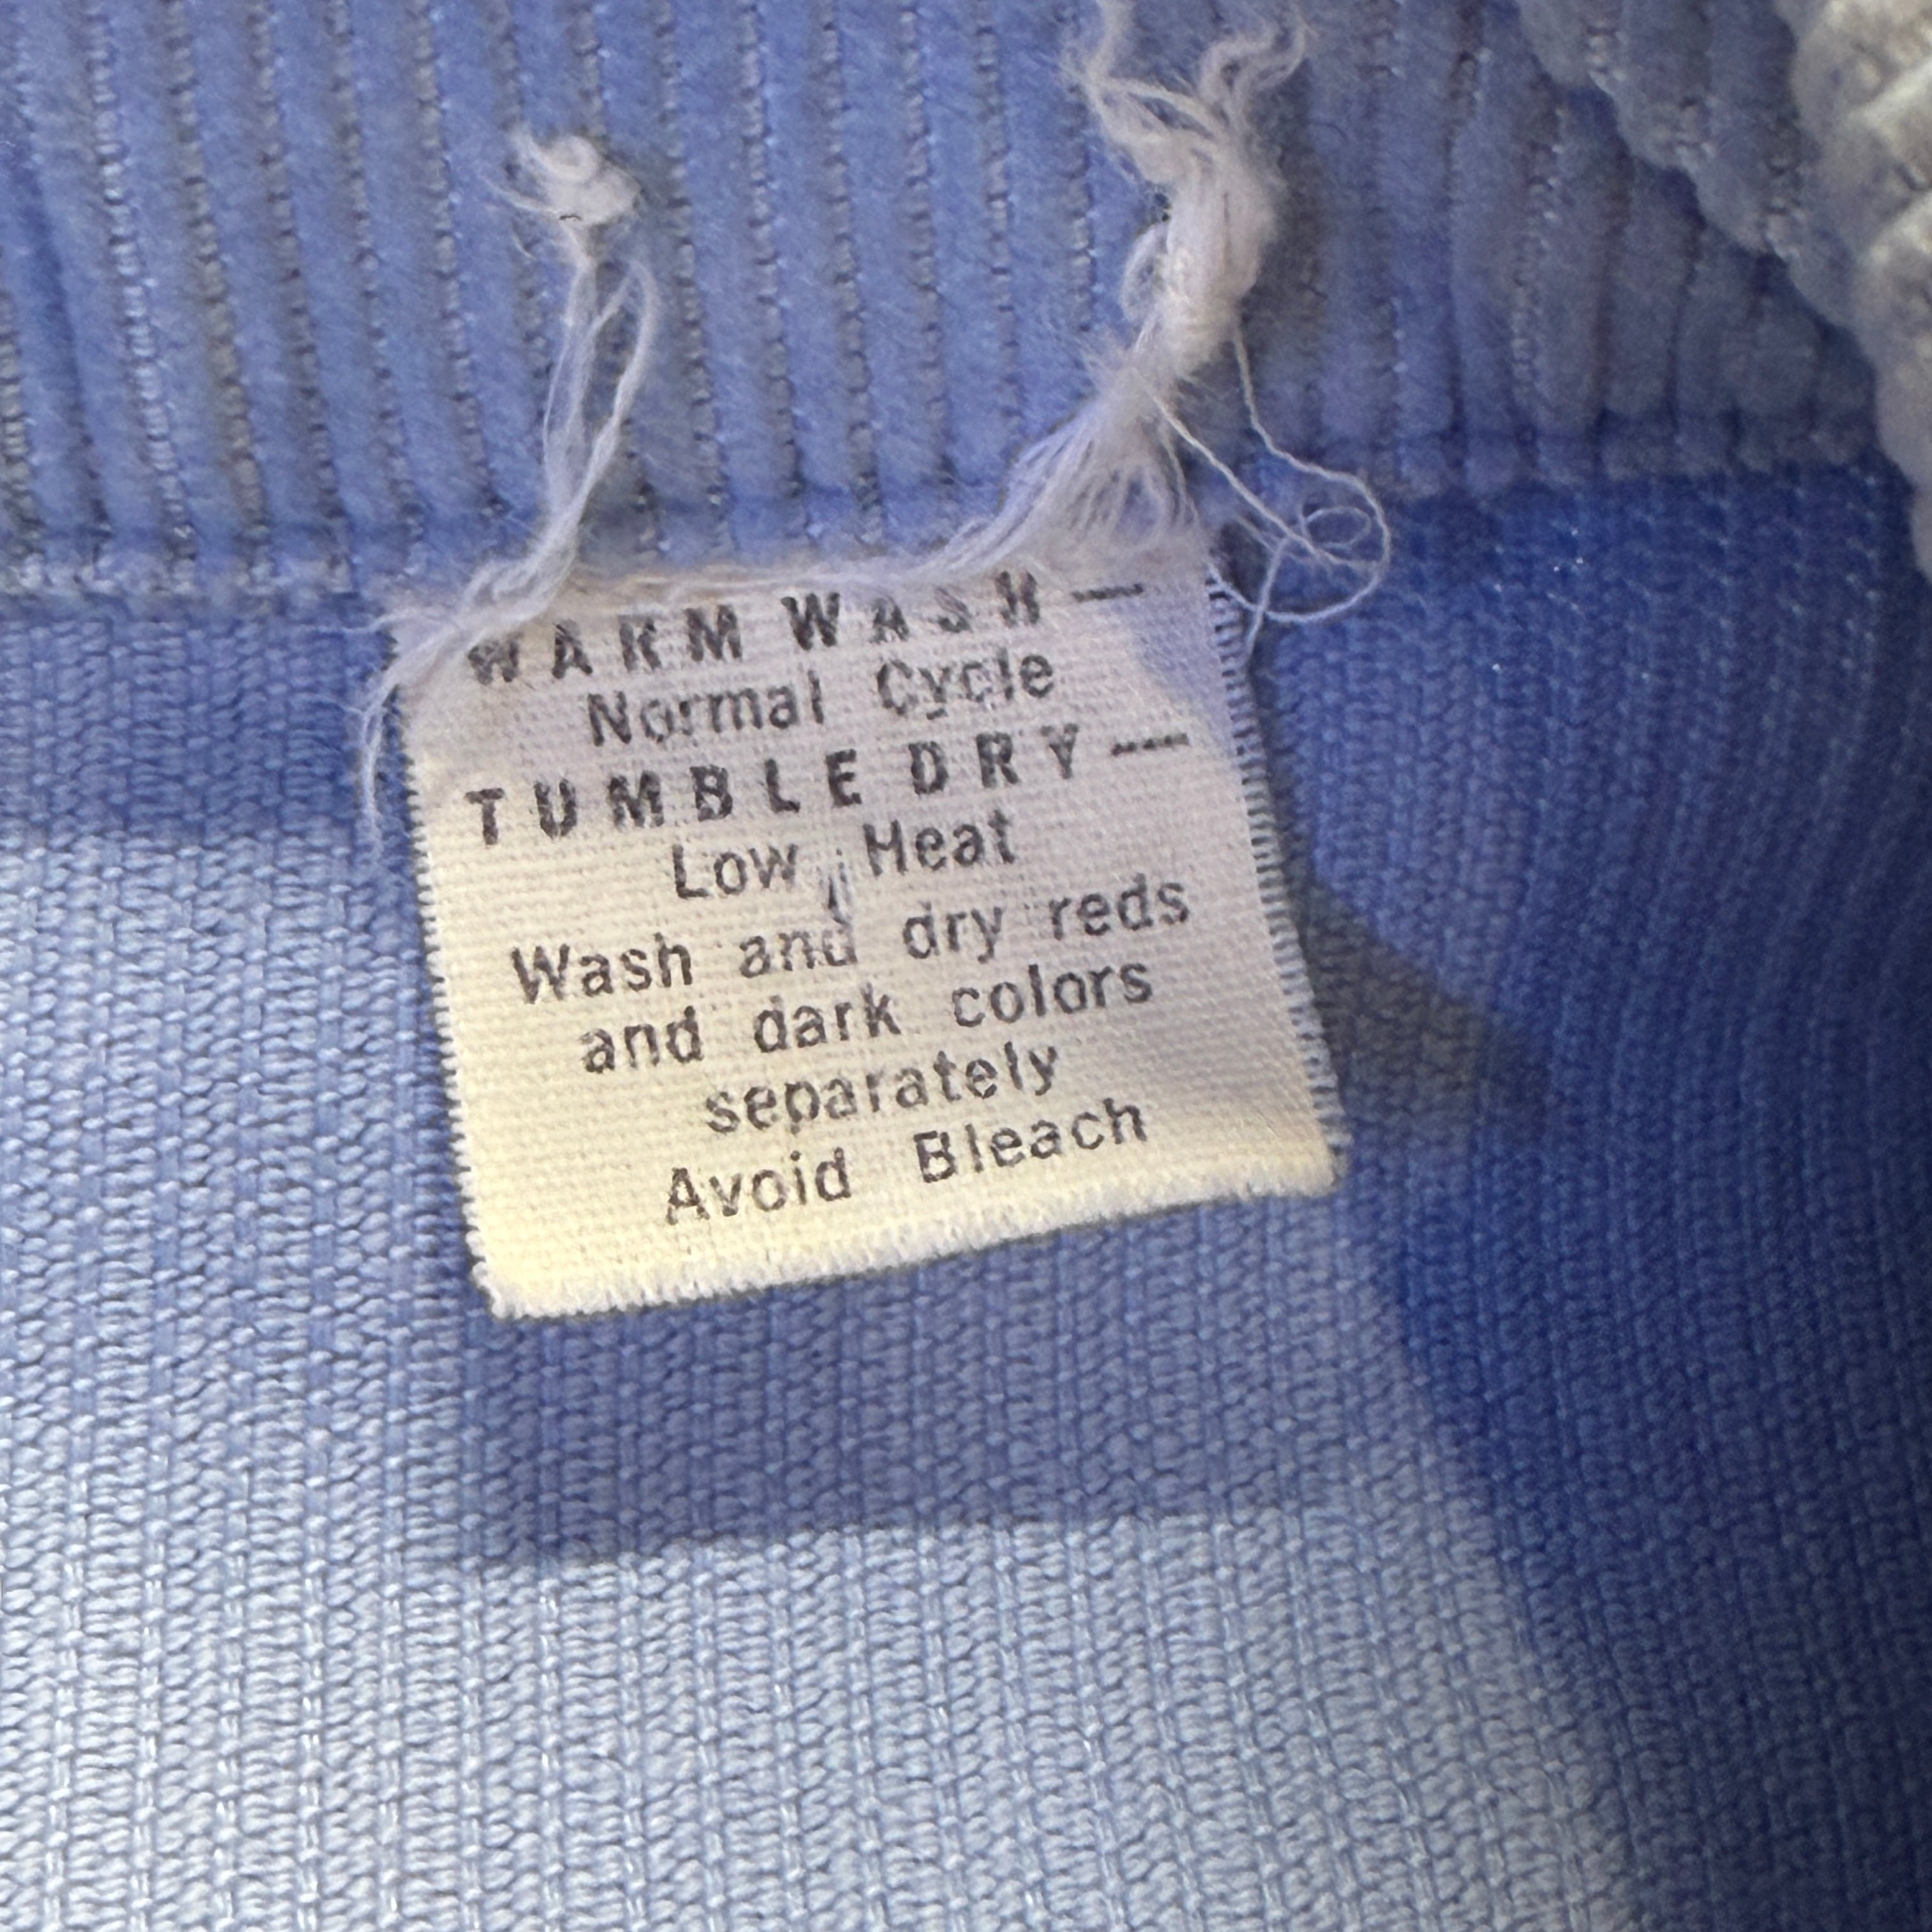 WARM WASH —
Normal Cycle
TUMBLE DRY —
Low Heat
Wash and dry reds
and dark colors
separately
Avoid Bleach